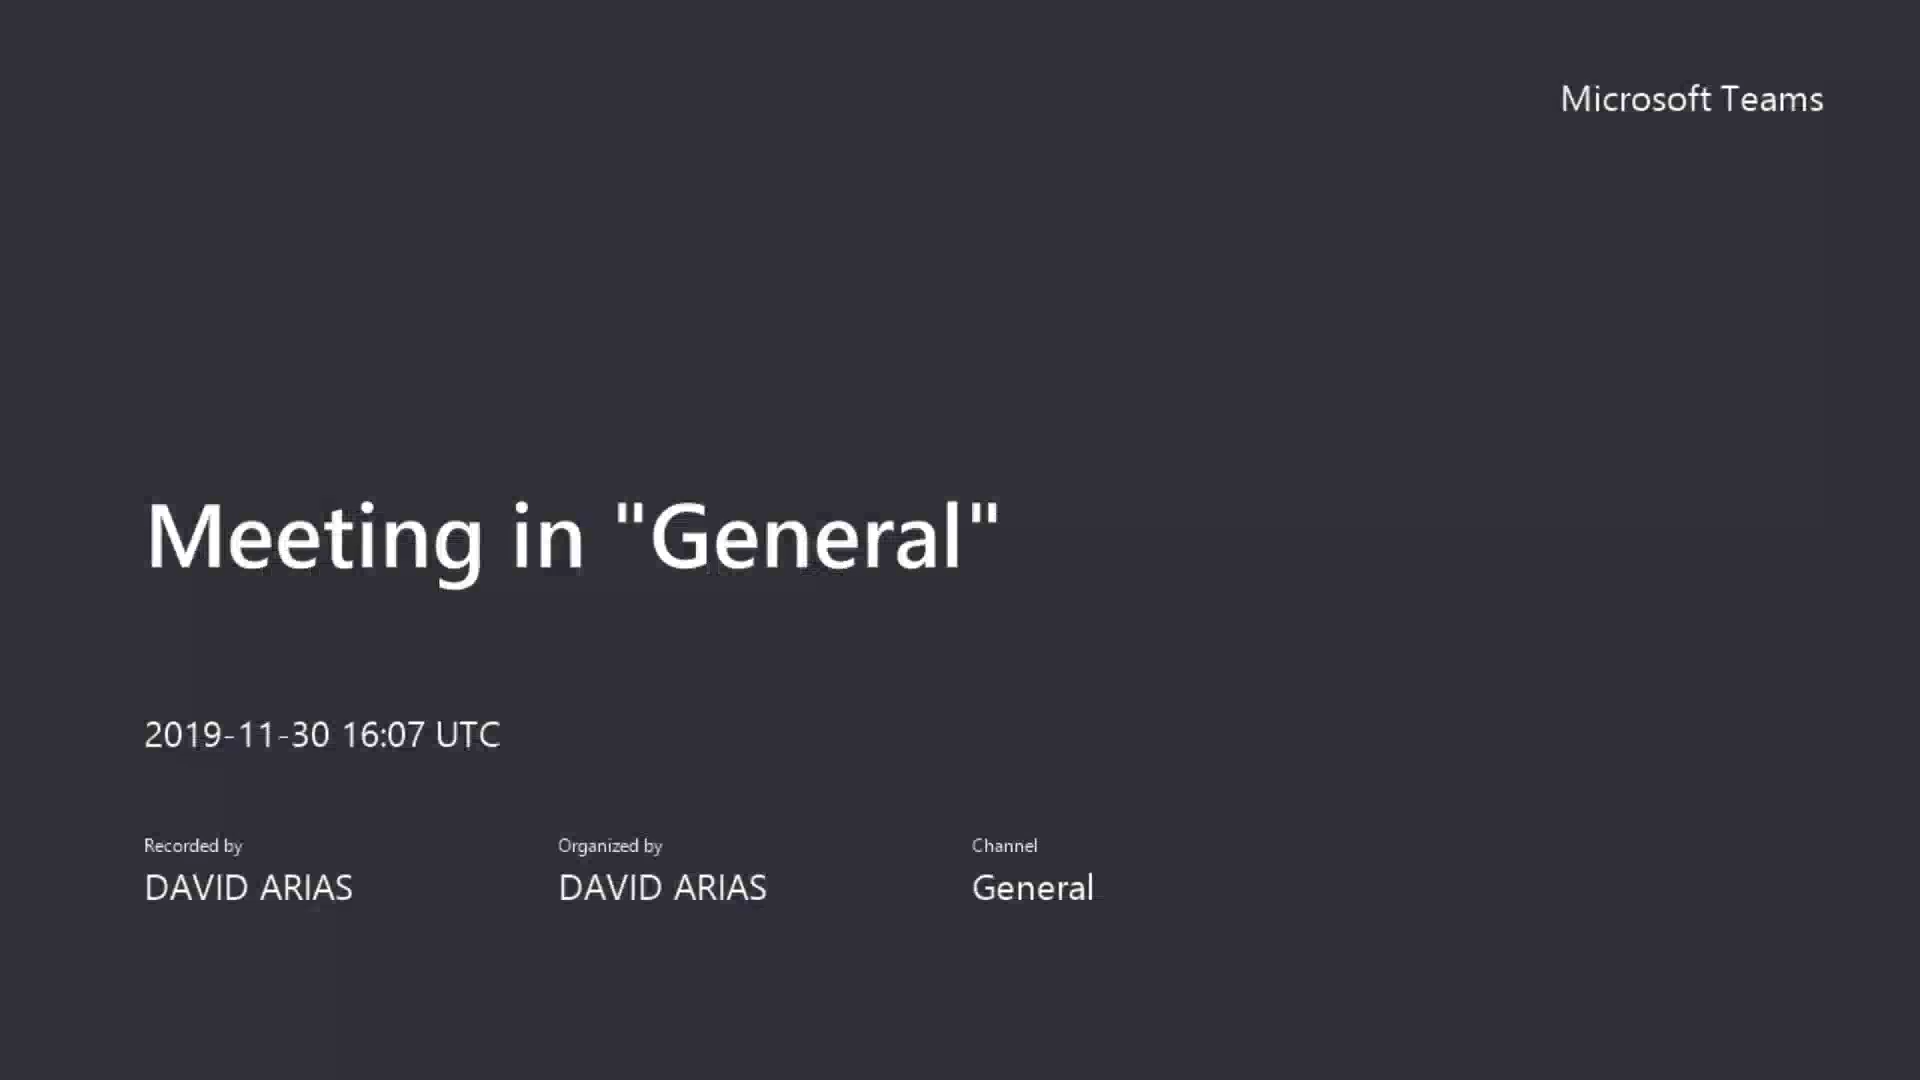 Microsoft Teams
Meeting in "General"
2019-11-30 16:07 UTC
Recorded by
DAVID ARIAS
Organized by
DAVID ARIAS
Channel
General